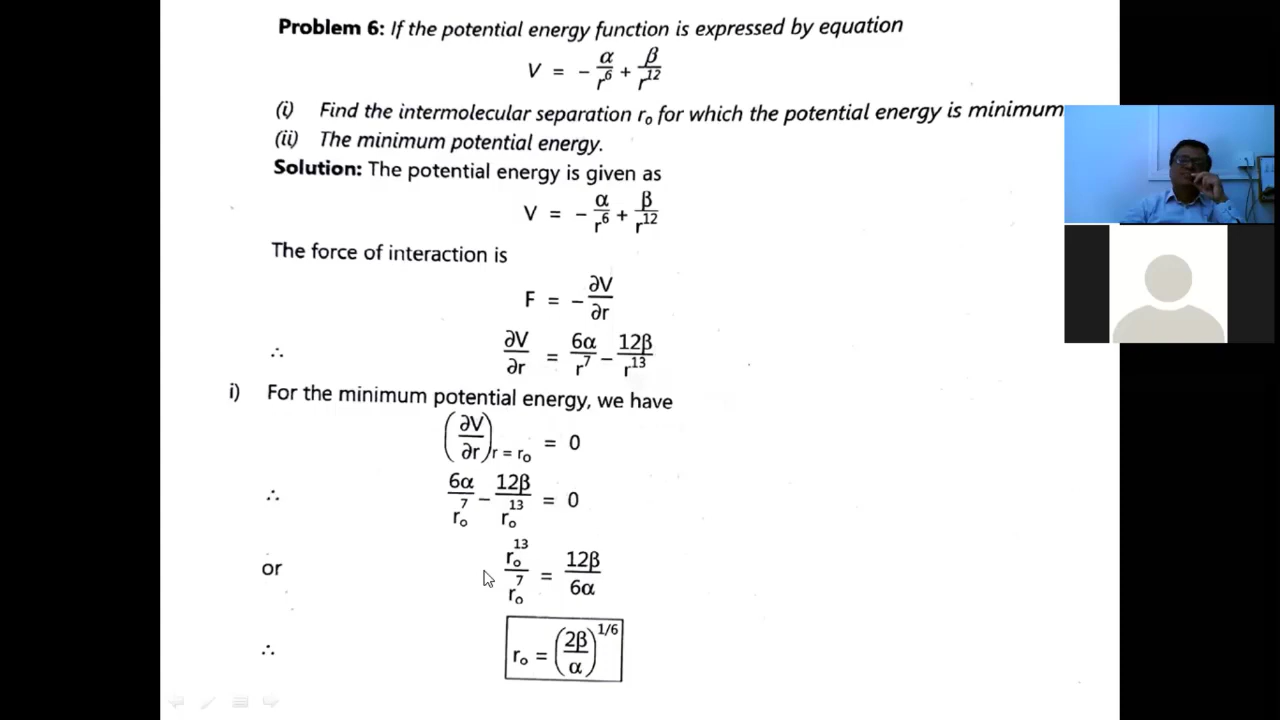 Problem 6: If the potential energy function is expressed by equation
V = − α/r⁶ + β/r¹²
(i) Find the intermolecular separation r₀ for which the potential energy is minimum
(ii) The minimum potential energy.
Solution: The potential energy is given as
V = − α/r⁶ + β/r¹²
The force of interaction is
F = − ∂V/∂r
∴ ∂V/∂r = 6α/r⁷ − 12β/r¹³
i) For the minimum potential energy, we have
(∂V/∂r)r = r₀ = 0
∴ 6α/r₀⁷ − 12β/r₀¹³ = 0
or r₀¹³/r₀⁷ = 12β/6α
∴ r₀ = (2β/α)^1/6